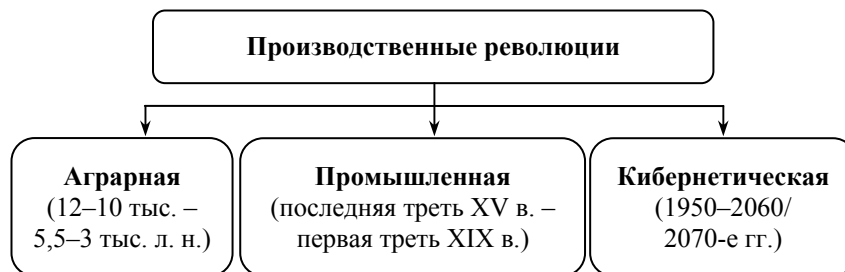 Производственные революции
Аграрная
(12–10 тыс. –
5,5–3 тыс. л. н.)
Промышленная
(последняя треть XV в. –
первая треть XIX в.)
Кибернетическая
(1950–2060/
2070-е гг.)